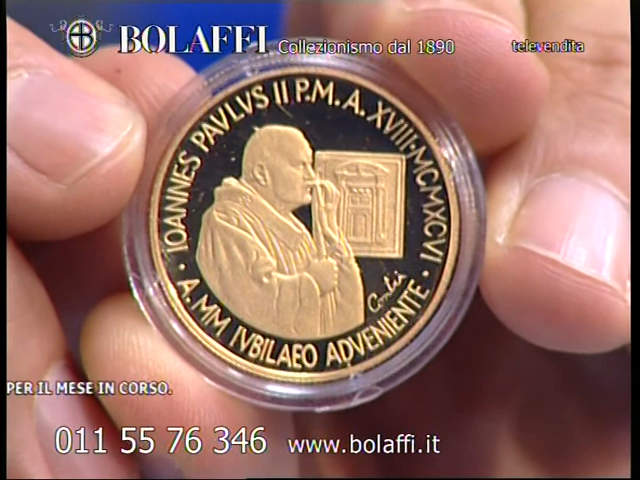 BOLAFFI Collezionismo dal 1890
televendita
IOANNES PAVLVS II P.M. A. XVIII · MCMXCVI
· A. MM IVBILAEO ADVENIENTE ·
PER IL MESE IN CORSO.
011 55 76 346 www.bolaffi.it